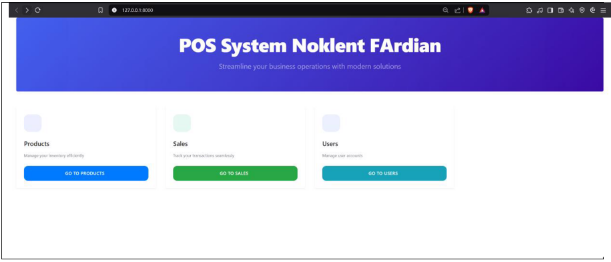 127.0.0.1:8000
POS System Noklent FArdian
Streamline your business operations with modern solutions
Products
Manage your inventory efficiently
GO TO PRODUCTS
Sales
Track your transactions seamlessly
GO TO SALES
Users
Manage user accounts
GO TO USERS